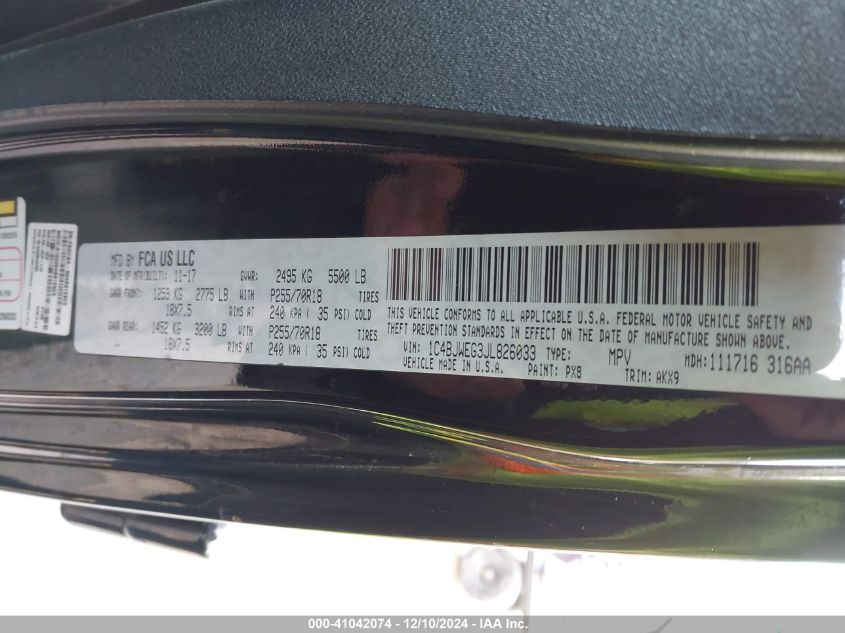 MFD BY FCA US LLC
DATE OF MFR(BUILT): 11-17 GVWR: 2495 KG 5500 LB
GAWR FRONT: 1259 KG 2775 LB WITH P255/70R18 TIRES
18X7.5 RIMS AT 240 KPA ( 35 PSI) COLD
GAWR REAR: 1452 KG 3200 LB WITH P255/70R18 TIRES
18X7.5 RIMS AT 240 KPA ( 35 PSI) COLD
THIS VEHICLE CONFORMS TO ALL APPLICABLE U.S.A. FEDERAL MOTOR VEHICLE SAFETY AND
THEFT PREVENTION STANDARDS IN EFFECT ON THE DATE OF MANUFACTURE SHOWN ABOVE.
VIN: 1C4BJWEG3JL826033 TYPE: MPV MDH:111716 316AA
VEHICLE MADE IN U.S.A. PAINT: PX8 TRIM: AKX9
000-41042074 - 12/10/2024 - IAA Inc.